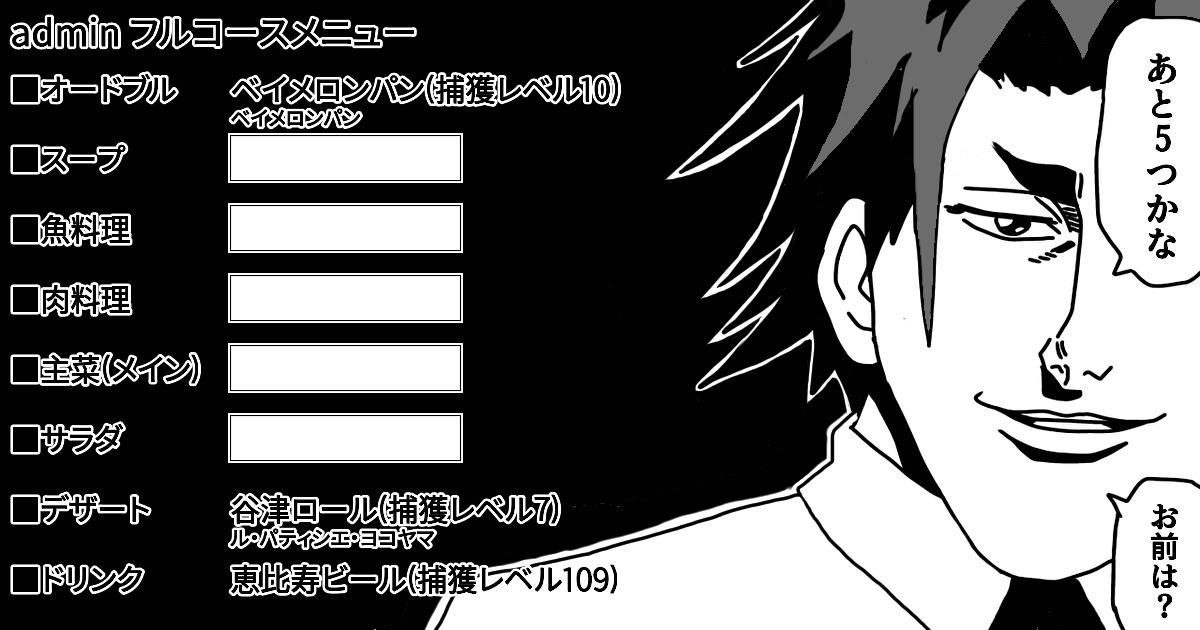 admin フルコースメニュー
■オードブル ベイメロンパン(捕獲レベル10)
ベイメロンパン
■スープ
■魚料理
■肉料理
■主菜(メイン)
■サラダ
■デザート 谷津ロール(捕獲レベル7)
ル・パティシエ・ヨコヤマ
■ドリンク 恵比寿ビール(捕獲レベル109)
あと5つかな
お前は?